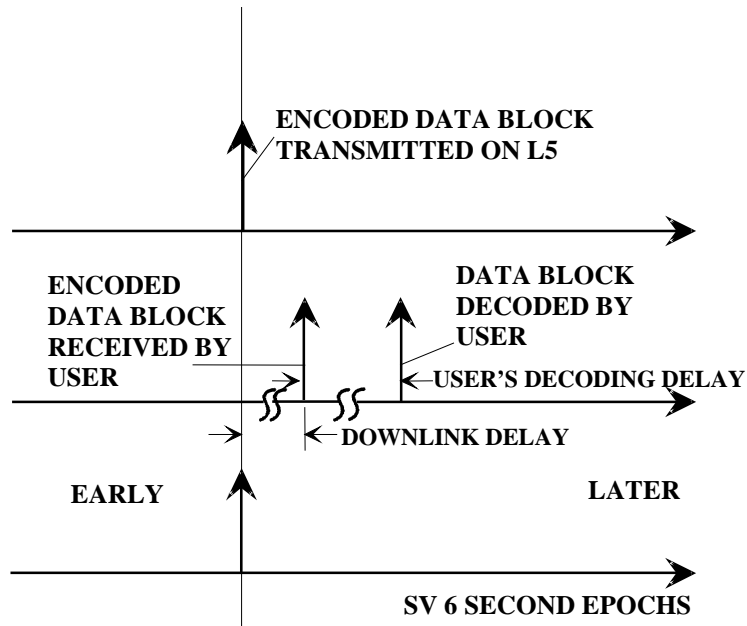 ENCODED DATA BLOCK
TRANSMITTED ON L5
ENCODED
DATA BLOCK
RECEIVED BY
USER
DATA BLOCK
DECODED BY
USER
USER'S DECODING DELAY
DOWNLINK DELAY
EARLY
LATER
SV 6 SECOND EPOCHS